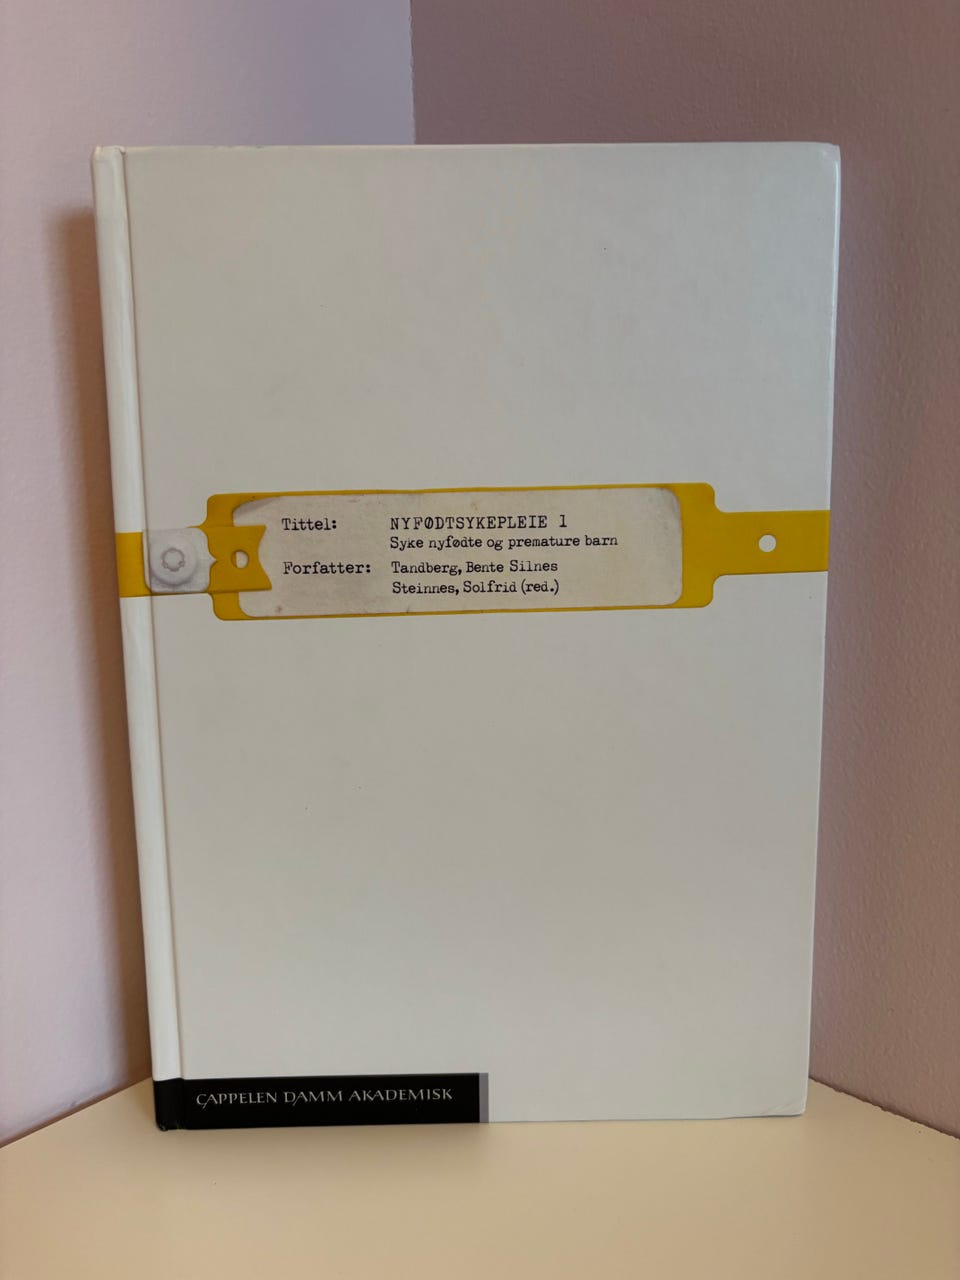 Tittel: NYFØDTSYKEPLEIE 1
Syke nyfødte og premature barn
Forfatter: Tandberg, Bente Silnes
Steinnes, Solfrid (red.)
CAPPELEN DAMM AKADEMISK